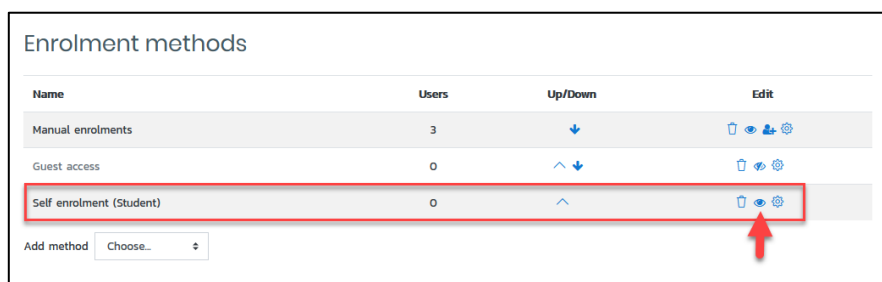 Enrolment methods
Name Users Up/Down Edit
Manual enrolments 3
Guest access 0
Self enrolment (Student) 0
Add method Choose...